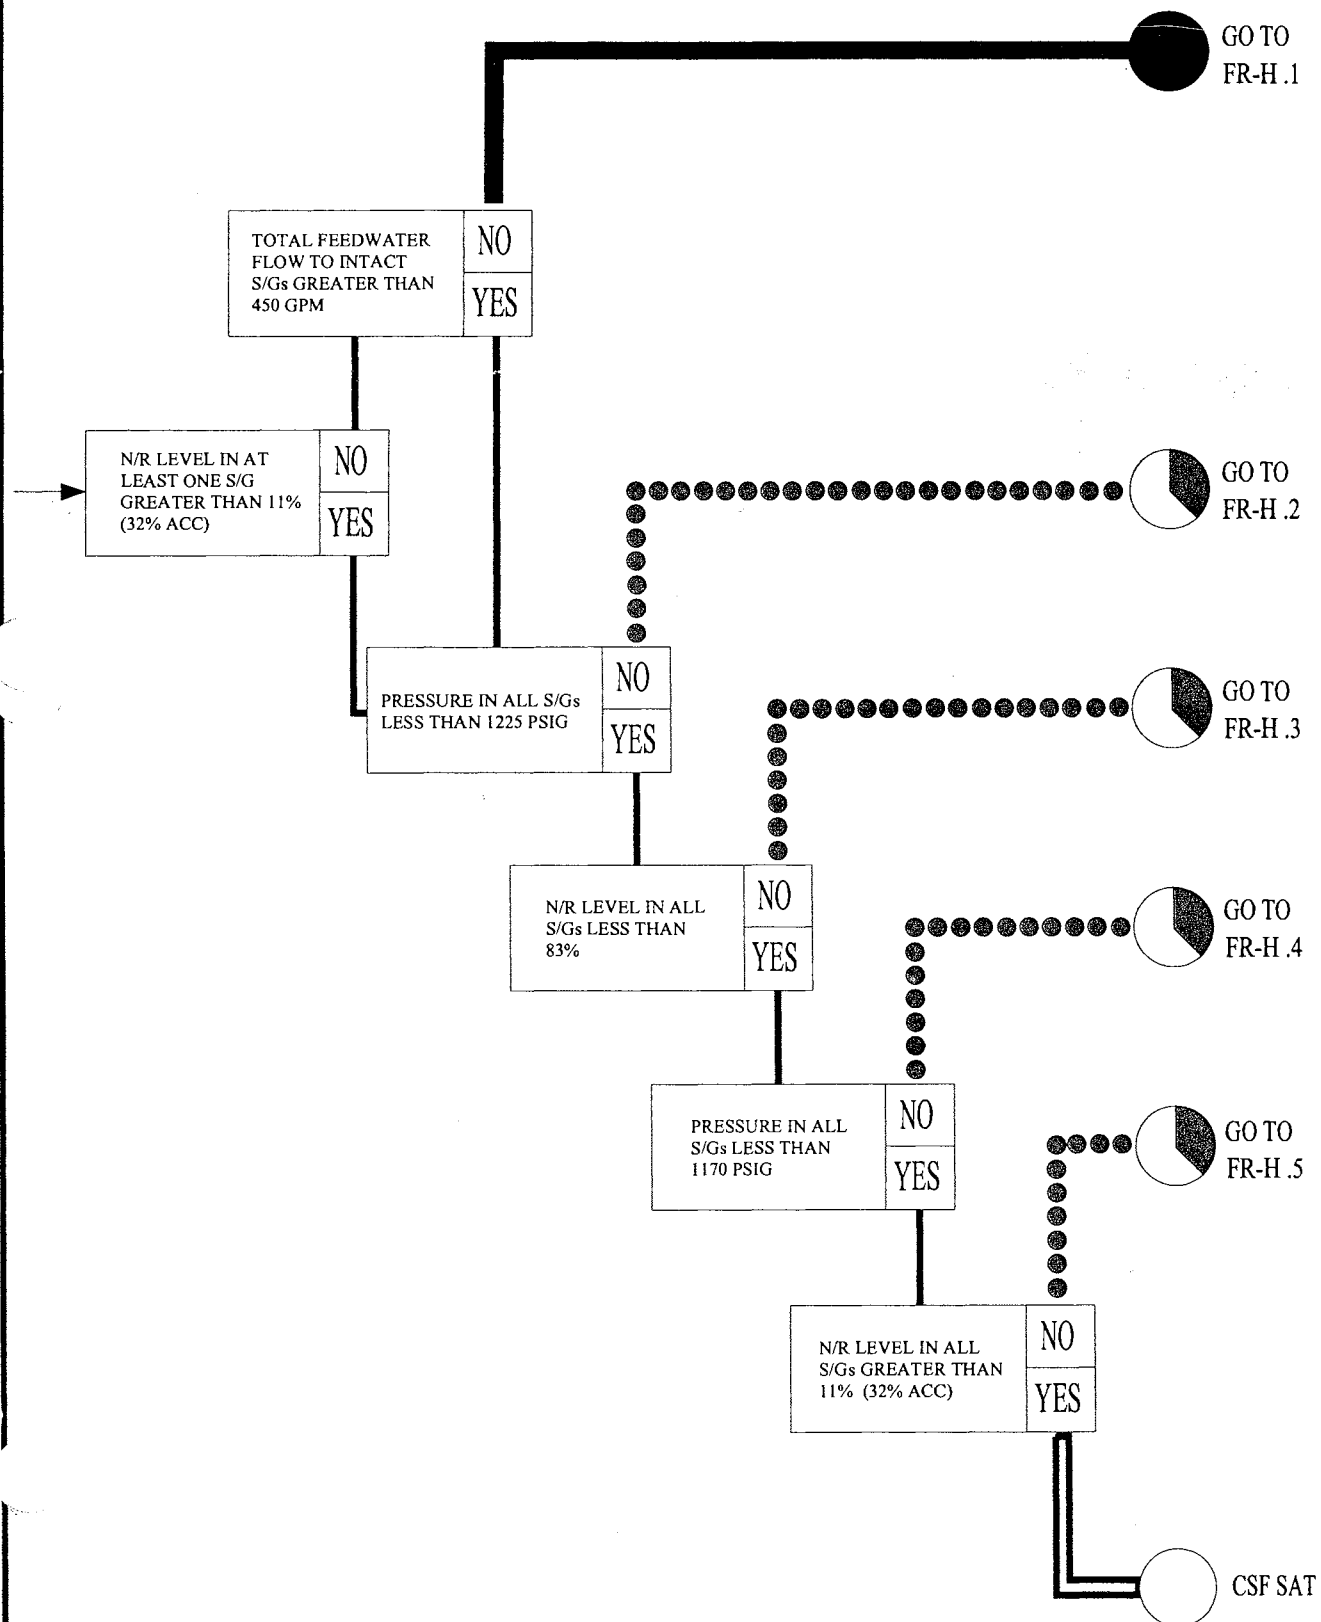 GO TO
FR-H .1
TOTAL FEEDWATER
FLOW TO INTACT
S/Gs GREATER THAN
450 GPM
NO
YES
N/R LEVEL IN AT
LEAST ONE S/G
GREATER THAN 11%
(32% ACC)
NO
YES
GO TO
FR-H .2
PRESSURE IN ALL S/Gs
LESS THAN 1225 PSIG
NO
YES
GO TO
FR-H .3
N/R LEVEL IN ALL
S/Gs LESS THAN
83%
NO
YES
GO TO
FR-H .4
PRESSURE IN ALL
S/Gs LESS THAN
1170 PSIG
NO
YES
GO TO
FR-H .5
N/R LEVEL IN ALL
S/Gs GREATER THAN
11% (32% ACC)
NO
YES
CSF SAT